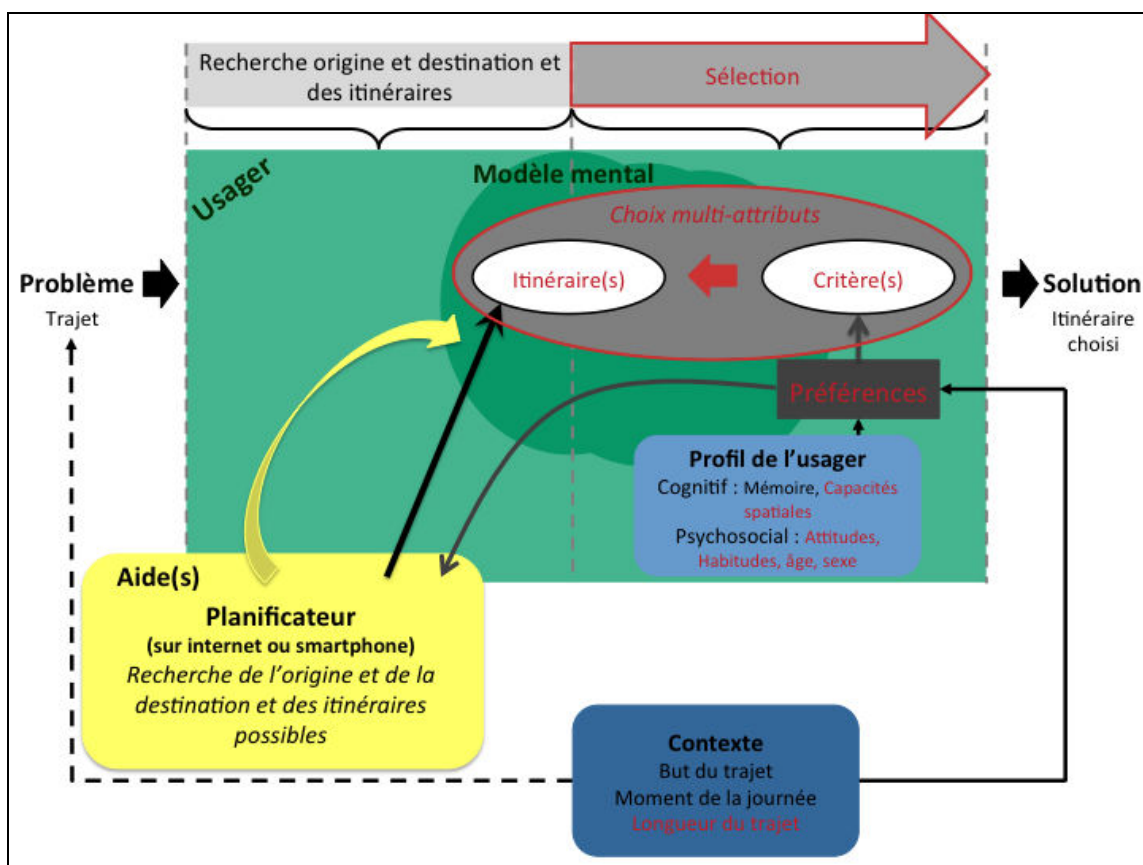 Recherche origine et destination et
des itinéraires
Sélection
Usager
Modèle mental
Choix multi-attributs
Itinéraire(s)
Critère(s)
Problème
Trajet
Solution
Itinéraire
choisi
Préférences
Profil de l'usager
Cognitif : Mémoire, Capacités
spatiales
Psychosocial : Attitudes,
Habitudes, âge, sexe
Aide(s)
Planificateur
(sur internet ou smartphone)
Recherche de l'origine et de la
destination et des itinéraires
possibles
Contexte
But du trajet
Moment de la journée
Longueur du trajet